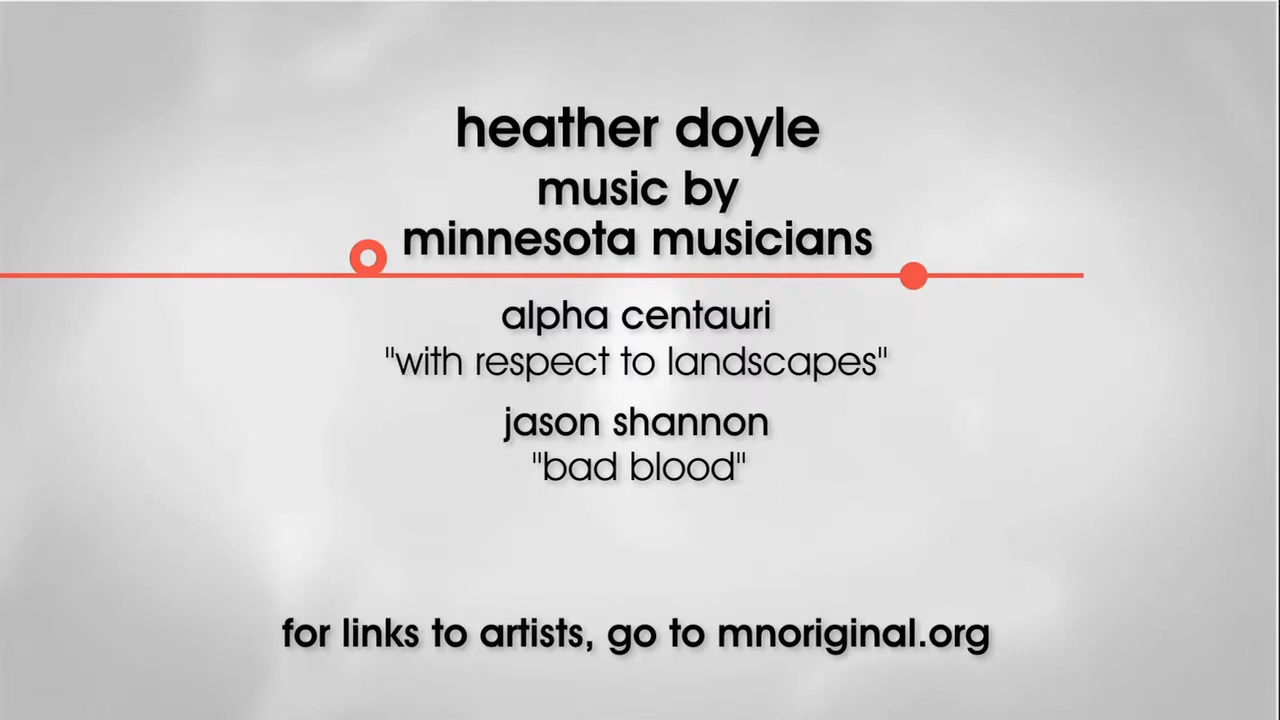 heather doyle
music by
minnesota musicians
alpha centauri
"with respect to landscapes"
jason shannon
"bad blood"
for links to artists, go to mnoriginal.org